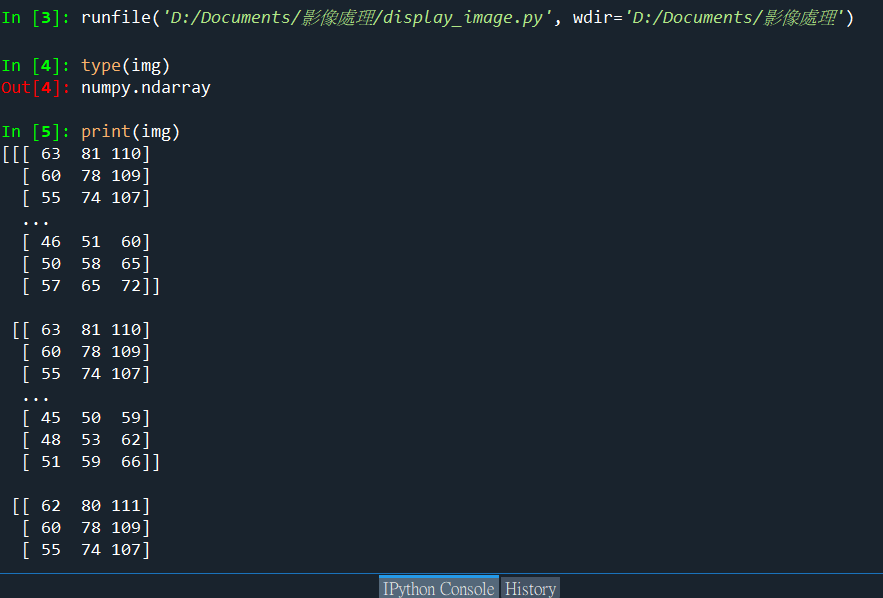 In [3]: runfile('D:/Documents/影像處理/display_image.py', wdir='D:/Documents/影像處理')
In [4]: type(img)
Out[4]: numpy.ndarray
In [5]: print(img)
[[[ 63  81 110]
  [ 60  78 109]
  [ 55  74 107]
  ...
  [ 46  51  60]
  [ 50  58  65]
  [ 57  65  72]]
 [[ 63  81 110]
  [ 60  78 109]
  [ 55  74 107]
  ...
  [ 45  50  59]
  [ 48  53  62]
  [ 51  59  66]]
 [[ 62  80 111]
  [ 60  78 109]
  [ 55  74 107]
IPython Console History